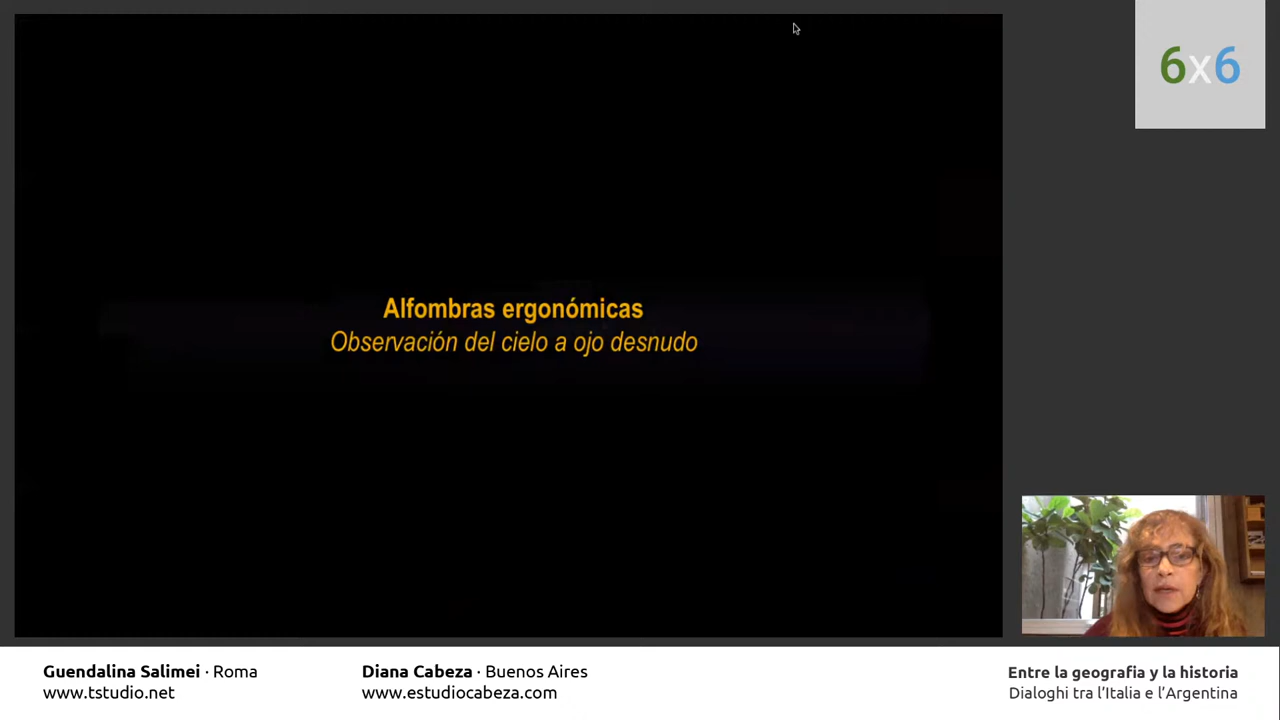 6x6
Alfombras ergonómicas
Observación del cielo a ojo desnudo
Guendalina Salimei · Roma
www.tstudio.net
Diana Cabeza · Buenos Aires
www.estudiocabeza.com
Entre la geografia y la historia
Dialoghi tra l'Italia e l'Argentina